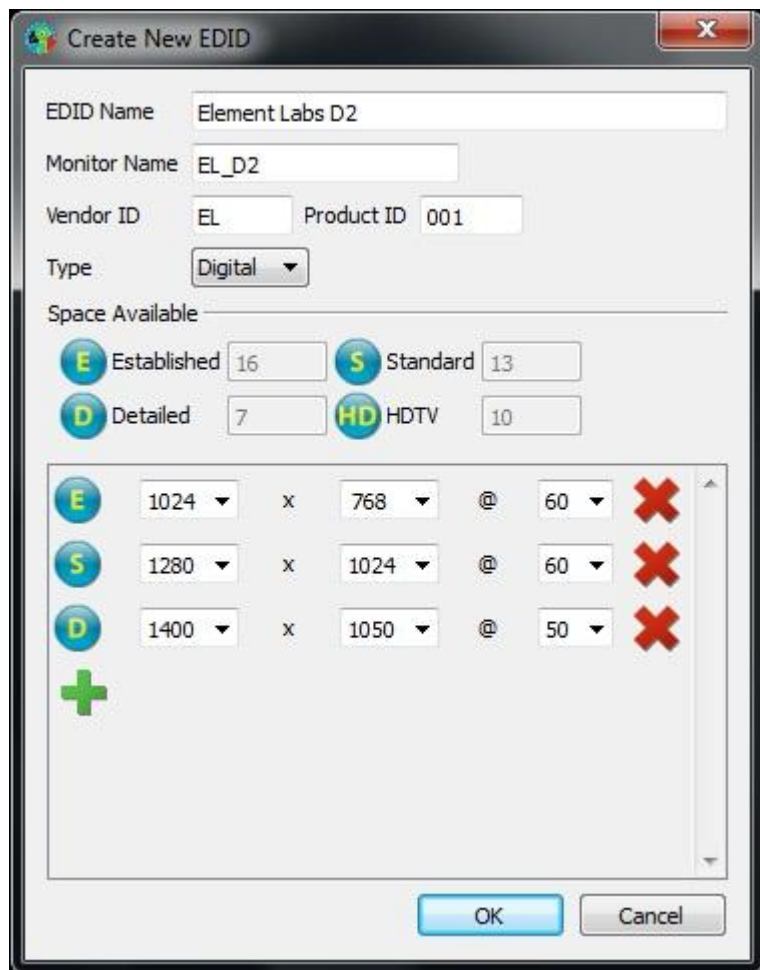 Create New EDID
EDID Name Element Labs D2
Monitor Name EL_D2
Vendor ID EL Product ID 001
Type Digital
Space Available
E Established 16 S Standard 13
D Detailed 7 HD HDTV 10
E 1024 x 768 @ 60
S 1280 x 1024 @ 60
D 1400 x 1050 @ 50
OK Cancel